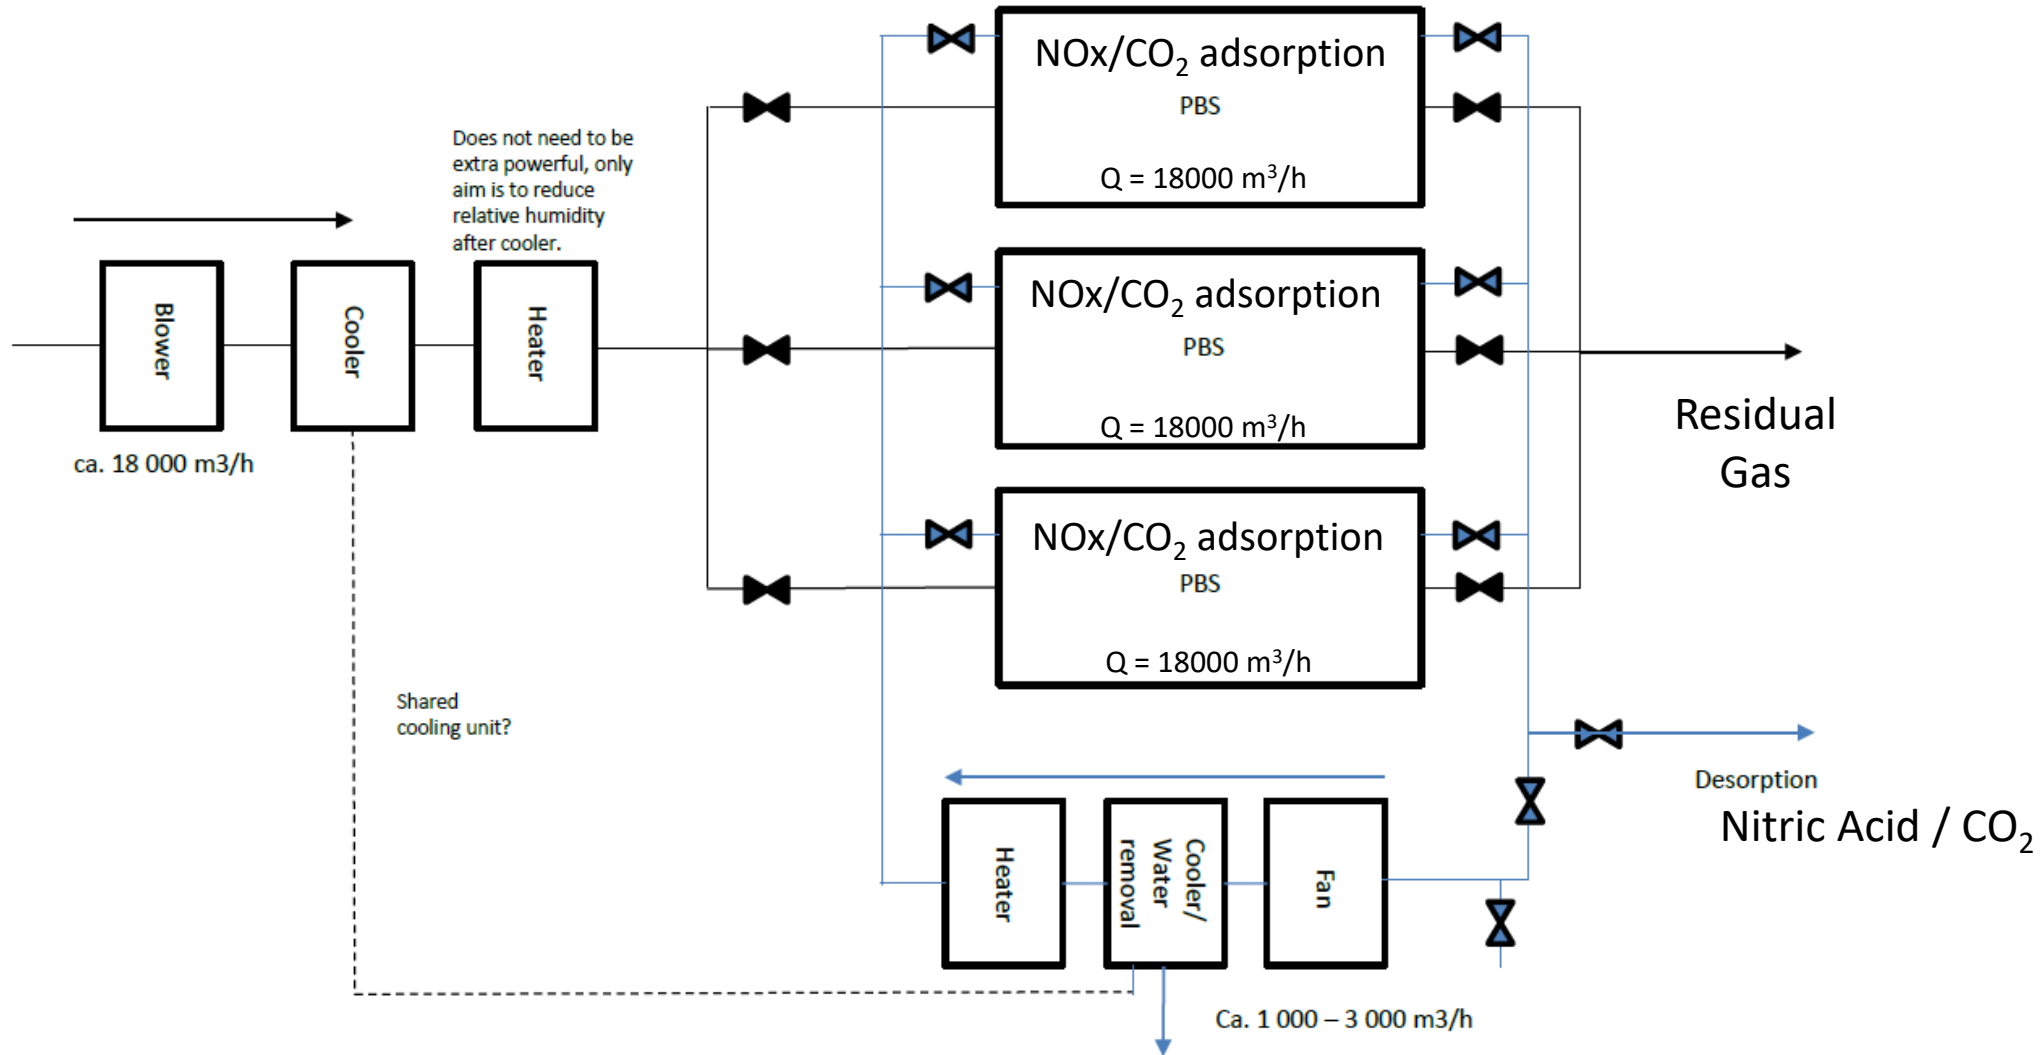 NOx/CO₂ adsorption
PBS
Q = 18000 m³/h
Does not need to be
extra powerful, only
aim is to reduce
relative humidity
after cooler.
Blower
Cooler
Heater
ca. 18 000 m3/h
NOx/CO₂ adsorption
PBS
Q = 18000 m³/h
Residual
Gas
NOx/CO₂ adsorption
PBS
Q = 18000 m³/h
Shared
cooling unit?
Desorption
Nitric Acid / CO₂
Heater
Cooler/
Water
removal
Fan
Ca. 1 000 – 3 000 m3/h